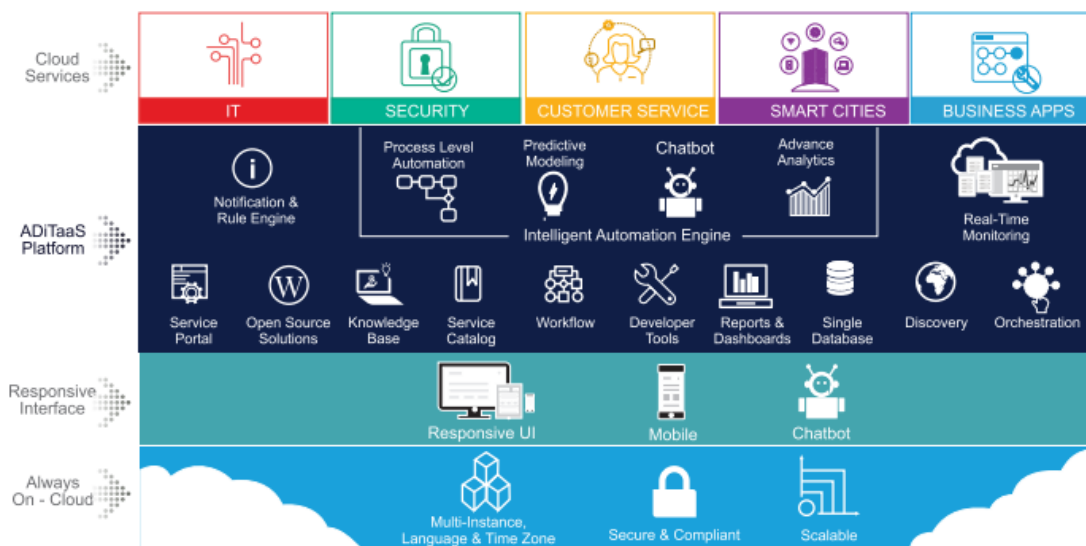 Cloud
Services
IT
SECURITY
CUSTOMER SERVICE
SMART CITIES
BUSINESS APPS
ADiTaaS
Platform
Notification &
Rule Engine
Process Level
Automation
Predictive
Modeling
Chatbot
Advance
Analytics
Intelligent Automation Engine
Real-Time
Monitoring
Service
Portal
Open Source
Solutions
Knowledge
Base
Service
Catalog
Workflow
Developer
Tools
Reports &
Dashboards
Single
Database
Discovery
Orchestration
Responsive
Interface
Responsive UI
Mobile
Chatbot
Always
On - Cloud
Multi-Instance,
Language & Time Zone
Secure & Compliant
Scalable